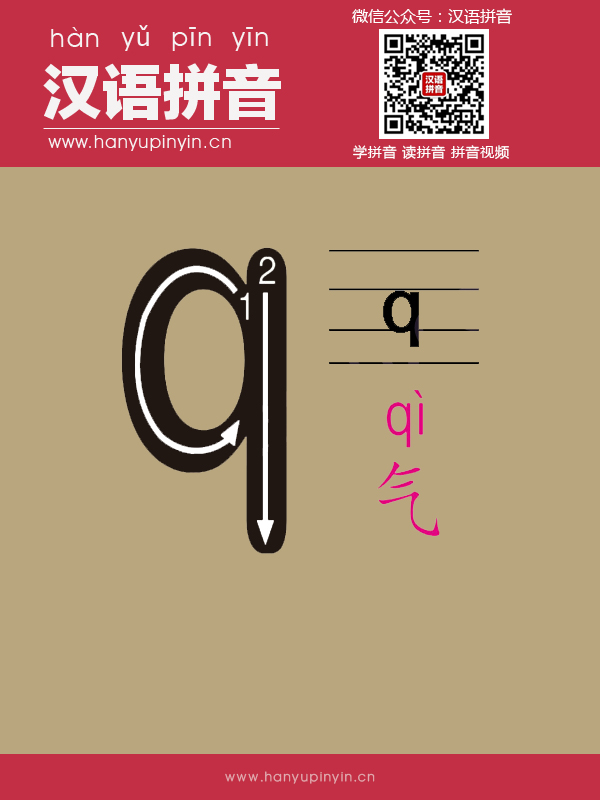 hàn yǔ pīn yīn
汉语拼音
www.hanyupinyin.cn
微信公众号：汉语拼音
汉语
拼音
学拼音 读拼音 拼音视频
q
1
2
q
qì
气
www.hanyupinyin.cn